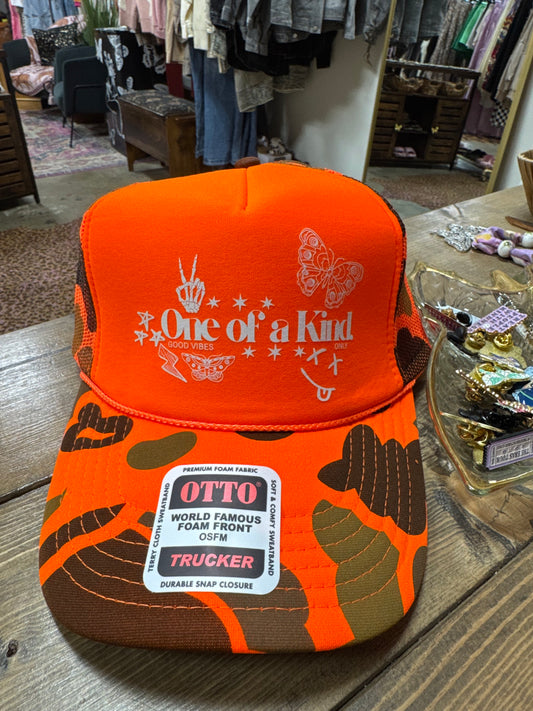 One of a Kind
GOOD VIBES
ONLY
PREMIUM FOAM FABRIC
TERRY CLOTH SWEATBAND
SOFT & COMFY SWEATBAND
OTTO
WORLD FAMOUS
FOAM FRONT
OSFM
TRUCKER
DURABLE SNAP CLOSURE